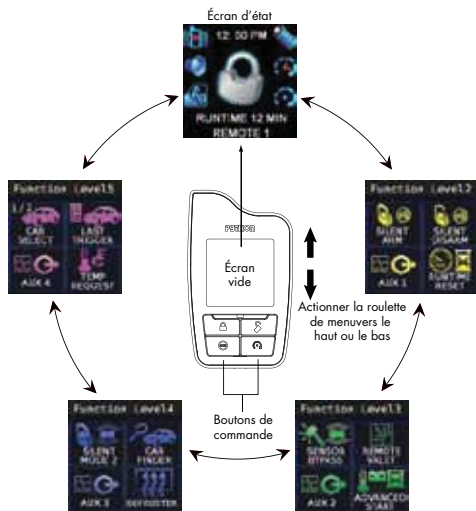 Écran d'état
12:00 PM
RUNTIME 12 MIN
REMOTE 1
Function Level5
1/2
CAR SELECT
LAST TRIGGER
AUX 4
TEMP REQUEST
Function Level2
SILENT ARM
SILENT DISARM
AUX 1
RUNTIME RESET
PYTHON
Écran
vide
Actionner la roulette
de menuvers le
haut ou le bas
Boutons de
commande
Function Level4
SILENT MODE 2
CAR FINDER
AUX 3
DEFROSTER
Function Level3
SENSOR BYPASS
REMOTE VALET
AUX 2
ADVANCED START